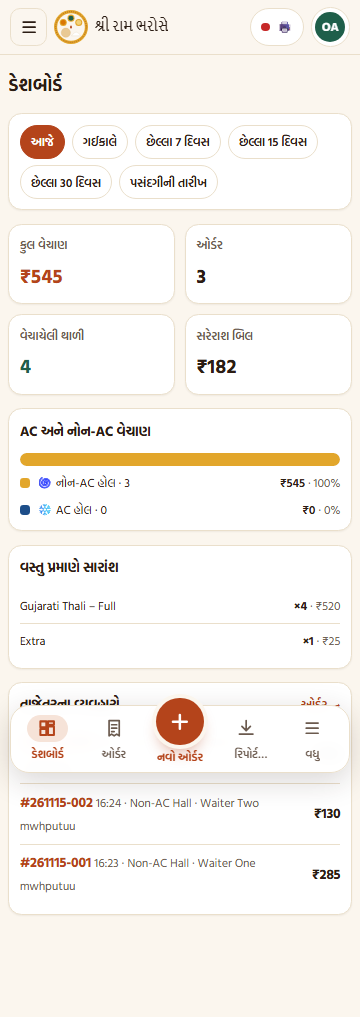 શ્રી રામ ભરોસે
OA
ડેશબોર્ડ
આજે
ગઈકાલે
છેલ્લા 7 દિવસ
છેલ્લા 15 દિવસ
છેલ્લા 30 દિવસ
પસંદગીની તારીખ
કુલ વેચાણ
ઓર્ડર
₹545
3
વેચાયેલી થાળી
સરેરાશ બિલ
4
₹182
AC અને નોન-AC વેચાણ
નોન-AC હોલ · 3 ₹545 · 100%
AC હોલ · 0 ₹0 · 0%
વસ્તુ પ્રમાણે સારાંશ
Gujarati Thali – Full ×4 · ₹520
Extra ×1 · ₹25
ડેશબોર્ડ
ઓર્ડર
નવો ઓર્ડર
રિપોર્ટ...
વધુ
#261115-002 16:24 · Non-AC Hall · Waiter Two
mwhputuu
₹130
#261115-001 16:23 · Non-AC Hall · Waiter One
mwhputuu
₹285